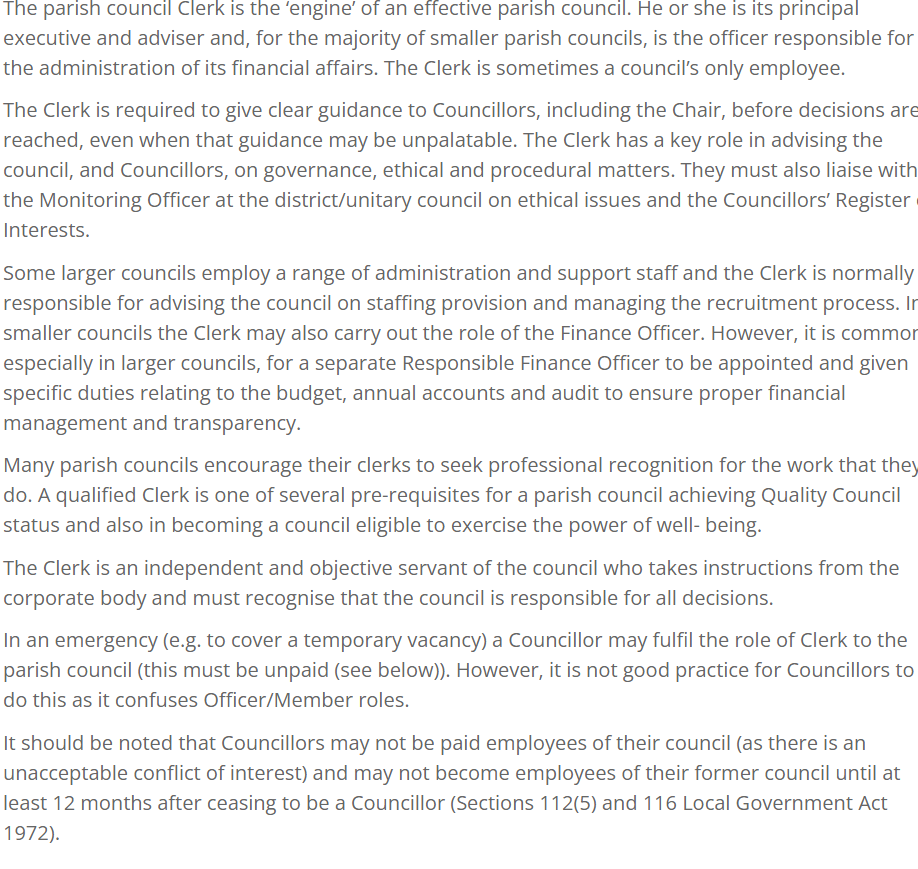 The parish council Clerk is the ‘engine’ of an effective parish council. He or she is its principal
executive and adviser and, for the majority of smaller parish councils, is the officer responsible for
the administration of its financial affairs. The Clerk is sometimes a council’s only employee.
The Clerk is required to give clear guidance to Councillors, including the Chair, before decisions are
reached, even when that guidance may be unpalatable. The Clerk has a key role in advising the
council, and Councillors, on governance, ethical and procedural matters. They must also liaise with
the Monitoring Officer at the district/unitary council on ethical issues and the Councillors’ Register
Interests.
Some larger councils employ a range of administration and support staff and the Clerk is normally
responsible for advising the council on staffing provision and managing the recruitment process. In
smaller councils the Clerk may also carry out the role of the Finance Officer. However, it is common
especially in larger councils, for a separate Responsible Finance Officer to be appointed and given
specific duties relating to the budget, annual accounts and audit to ensure proper financial
management and transparency.
Many parish councils encourage their clerks to seek professional recognition for the work that they
do. A qualified Clerk is one of several pre-requisites for a parish council achieving Quality Council
status and also in becoming a council eligible to exercise the power of well- being.
The Clerk is an independent and objective servant of the council who takes instructions from the
corporate body and must recognise that the council is responsible for all decisions.
In an emergency (e.g. to cover a temporary vacancy) a Councillor may fulfil the role of Clerk to the
parish council (this must be unpaid (see below)). However, it is not good practice for Councillors to
do this as it confuses Officer/Member roles.
It should be noted that Councillors may not be paid employees of their council (as there is an
unacceptable conflict of interest) and may not become employees of their former council until at
least 12 months after ceasing to be a Councillor (Sections 112(5) and 116 Local Government Act
1972).